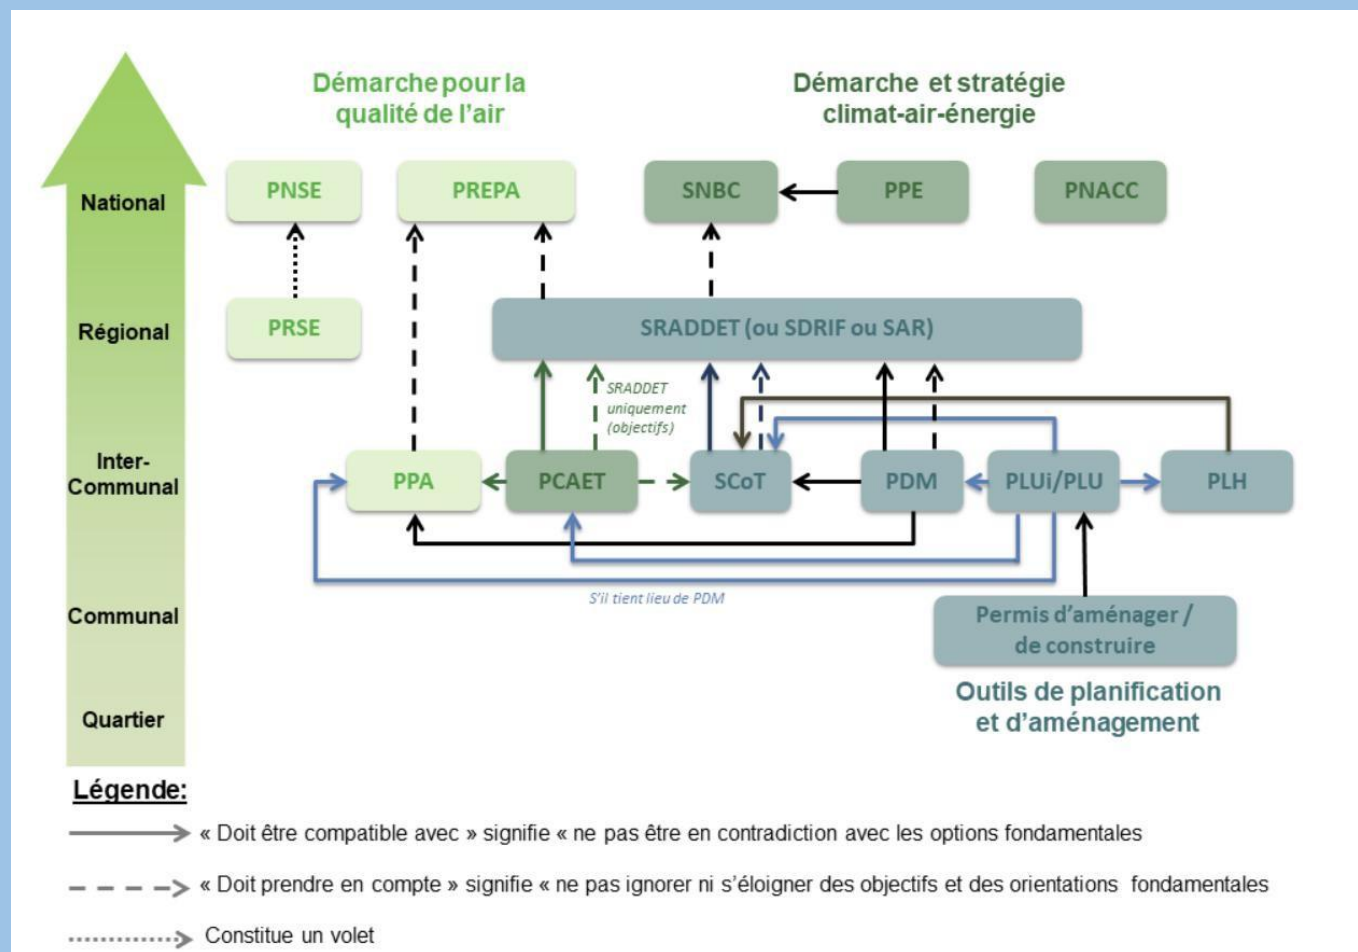 Démarche pour la
qualité de l'air
Démarche et stratégie
climat-air-énergie
National
PNSE
PREPA
SNBC
PPE
PNACC
Régional
PRSE
SRADDET (ou SDRIF ou SAR)
SRADDET
uniquement
(objectifs)
Inter-
Communal
PPA
PCAET
SCoT
PDM
PLUi/PLU
PLH
S'il tient lieu de PDM
Communal
Permis d'aménager /
de construire
Quartier
Outils de planification
et d'aménagement
Légende:
« Doit être compatible avec » signifie « ne pas être en contradiction avec les options fondamentales
« Doit prendre en compte » signifie « ne pas ignorer ni s'éloigner des objectifs et des orientations fondamentales
Constitue un volet